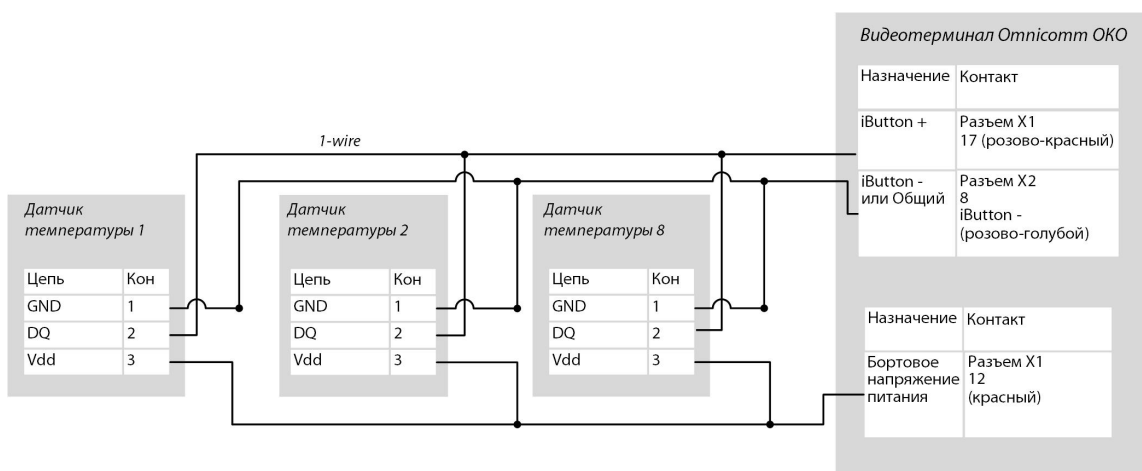 Видеотерминал Omnicomm ОКО
Назначение Контакт
iButton + Разъем X1
17 (розово-красный)
iButton - Разъем X2
или Общий 8
iButton -
(розово-голубой)
1-wire
Датчик
температуры 1
Цепь Кон
GND 1
DQ 2
Vdd 3
Датчик
температуры 2
Цепь Кон
GND 1
DQ 2
Vdd 3
Датчик
температуры 8
Цепь Кон
GND 1
DQ 2
Vdd 3
Назначение Контакт
Бортовое Разъем X1
напряжение 12
питания (красный)